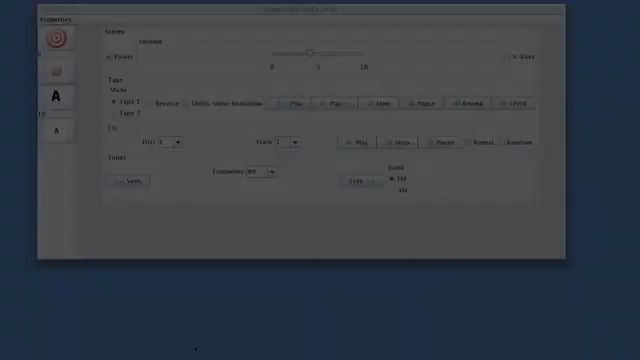 Properties
Stereo
Volume
Power
0 5 10
X-Bass
Tape
Mode
Tape 1 Reverse Dolby Noise Reduction Play Play Stop Pause Rewind
Tape 2
CD
Disc 1 Track 1 Play Stop Pause Repeat Random
Tuner
Frequency
Band
<< Seek Seek >> FM
AM
A
A